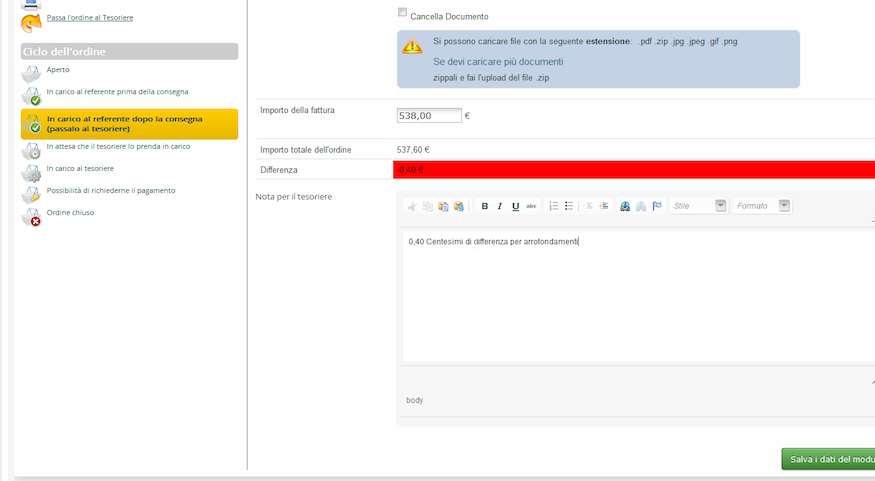 Passa l'ordine al Tesoriere
Ciclo dell'ordine
Aperto
In carico al referente prima della consegna
In carico al referente dopo la consegna
(passalo al tesoriere)
In attesa che il tesoriere lo prenda in carico
In carico al tesoriere
Possibilità di richiederne il pagamento
Ordine chiuso
Cancella Documento
Si possono caricare file con la seguente estensione: .pdf .zip .jpg .jpeg .gif .png
Se devi caricare più documenti
zippali e fai l'upload del file .zip
Importo della fattura
538,00 €
Importo totale dell'ordine
537,60 €
Differenza
-0,40 €
Nota per il tesoriere
B I U abc
Stile
Formato
0,40 Centesimi di differenza per arrotondamenti
body
Salva i dati del modu